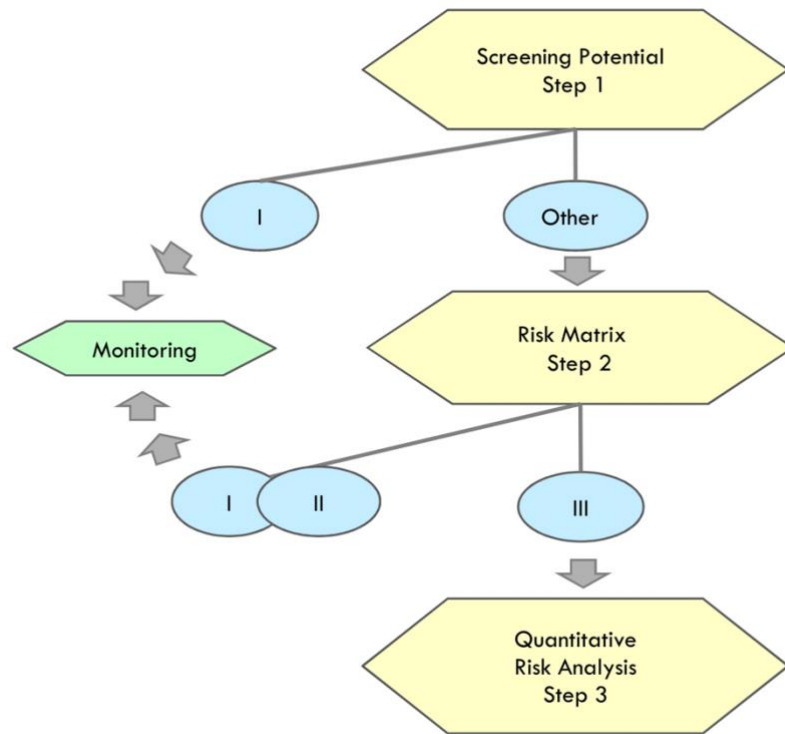 Screening Potential
Step 1
I
Other
Monitoring
Risk Matrix
Step 2
I
II
III
Quantitative
Risk Analysis
Step 3